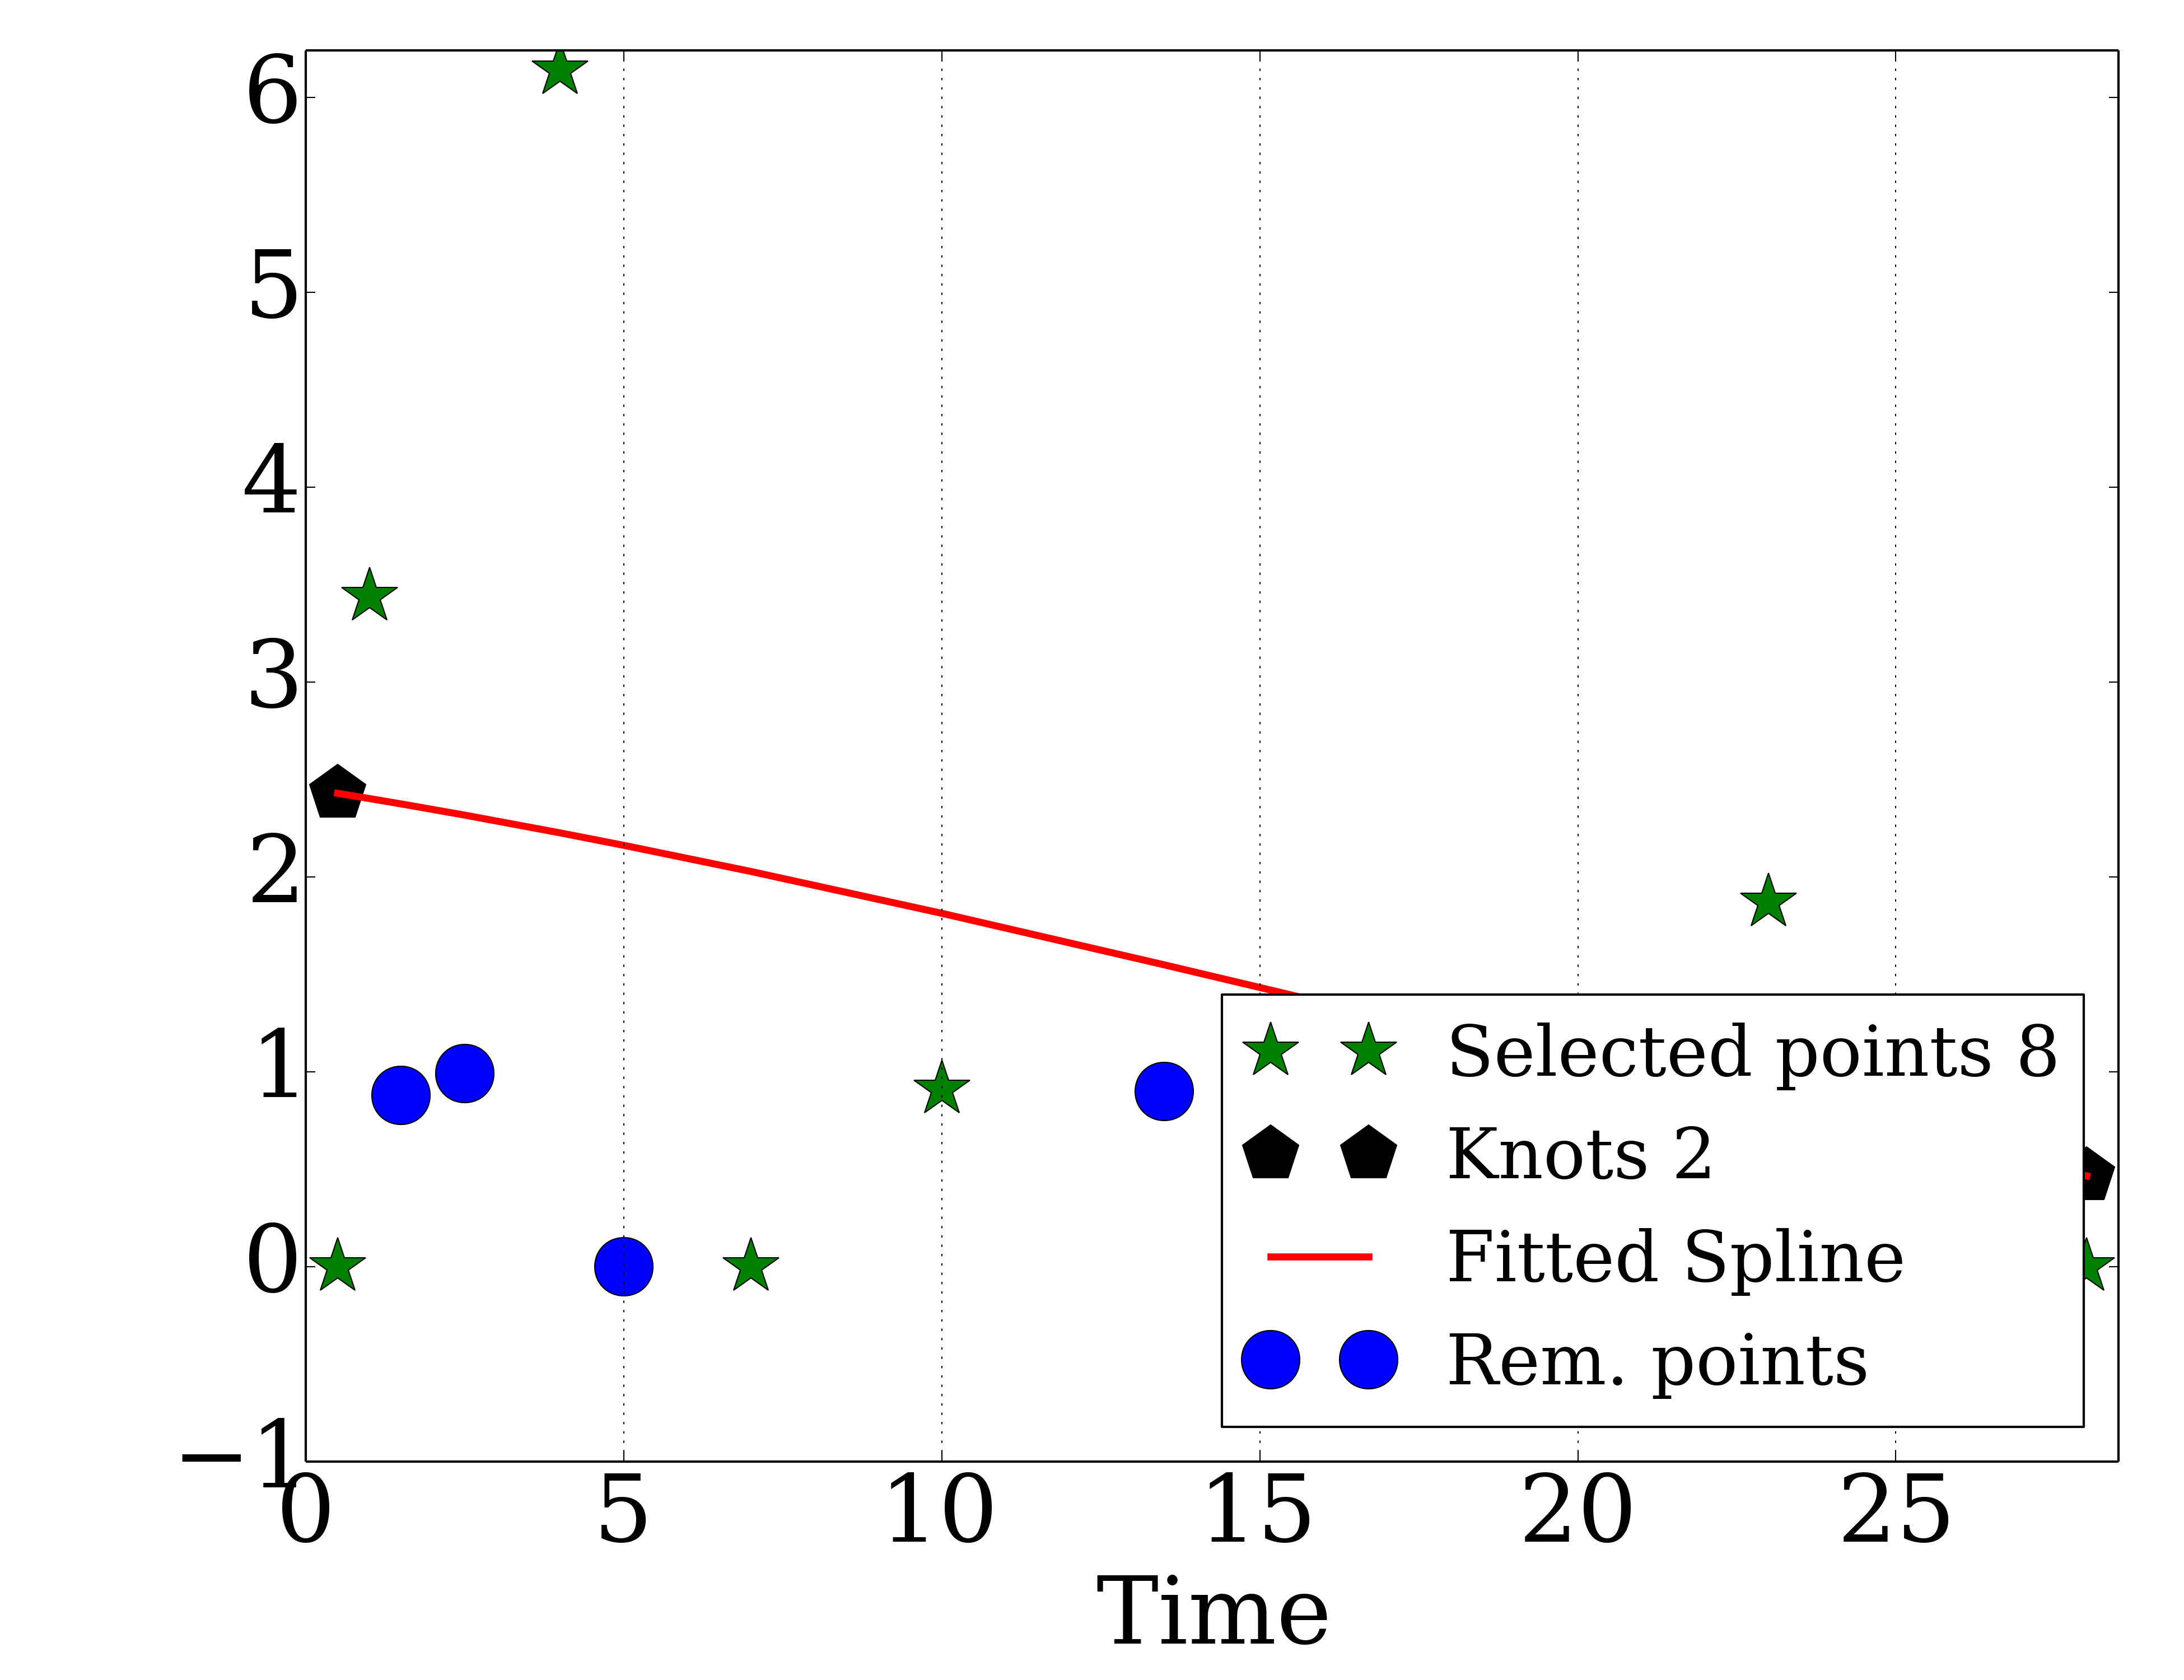 6
5
4
3
2
1
0
−1
Selected points 8
Knots 2
Fitted Spline
Rem. points
0 5 10 15 20 25
Time